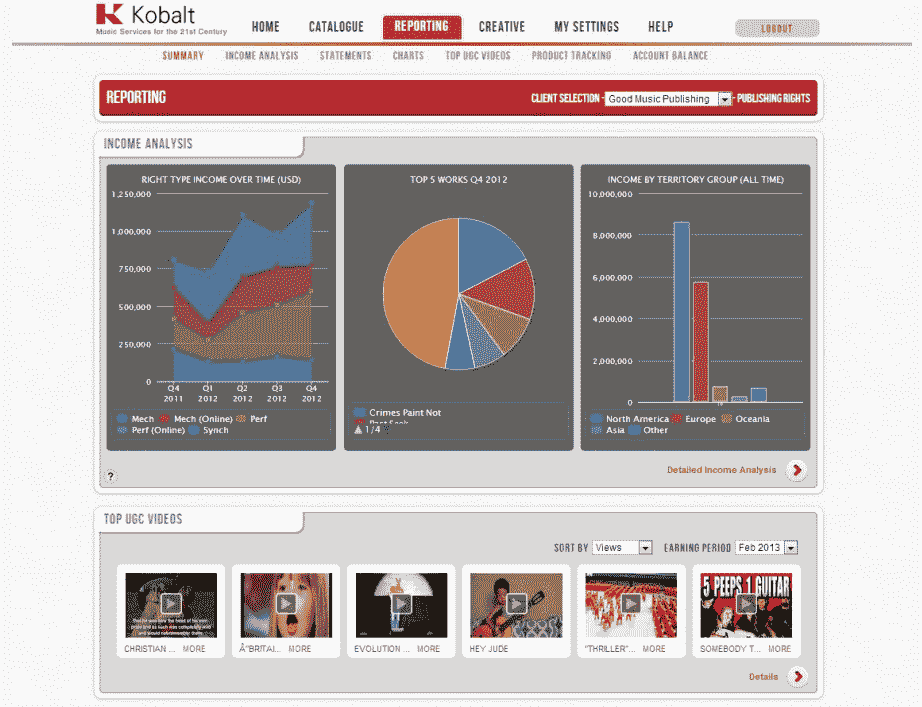 Kobalt
Music Services for the 21st Century
HOME CATALOGUE REPORTING CREATIVE MY SETTINGS HELP LOGOUT
SUMMARY INCOME ANALYSIS STATEMENTS CHARTS TOP UGC VIDEOS PRODUCT TRACKING ACCOUNT BALANCE
REPORTING CLIENT SELECTION - Good Music Publishing - PUBLISHING RIGHTS
INCOME ANALYSIS
RIGHT TYPE INCOME OVER TIME (USD)
1,250,000
1,000,000
750,000
500,000
250,000
0
Q4 Q1 Q2 Q3 Q4
2011 2012 2012 2012 2012
Mech Mech (Online) Perf
Perf (Online) Synch
TOP 5 WORKS Q4 2012
Crimes Paint Not
1/4
INCOME BY TERRITORY GROUP (ALL TIME)
10,000,000
8,000,000
6,000,000
4,000,000
2,000,000
0
North America Europe Oceania
Asia Other
?
Detailed Income Analysis
TOP UGC VIDEOS
SORT BY Views EARNING PERIOD Feb 2013
5 PEEPS 1 GUITAR
CHRISTIAN ... MORE
Â"BRITAI... MORE
EVOLUTION ... MORE
HEY JUDE
"THRILLER"... MORE
SOMEBODY T... MORE
Details